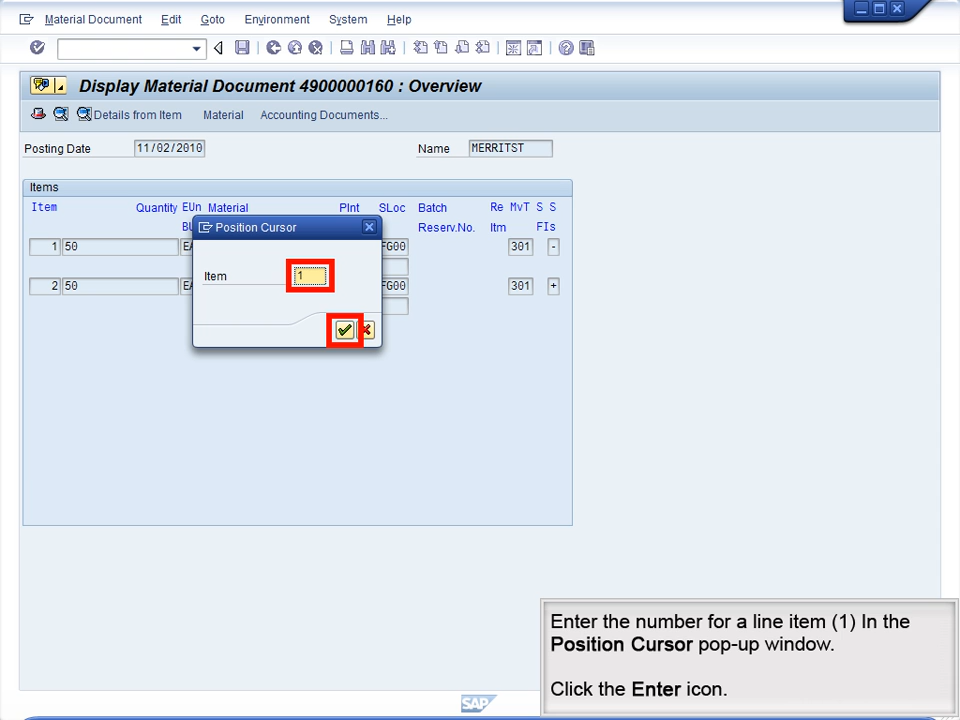 Material Document Edit Goto Environment System Help
Display Material Document 4900000160 : Overview
Details from Item Material Accounting Documents...
Posting Date 11/02/2010 Name MERRITST
Items
Item Quantity EUn Material Plnt SLoc Batch Re MvT S S
Reserv.No. Itm FIs
Position Cursor
1 50 FG00 301 -
Item 1
2 50 FG00 301 +
Enter the number for a line item (1) In the
Position Cursor pop-up window.
Click the Enter icon.
SAP